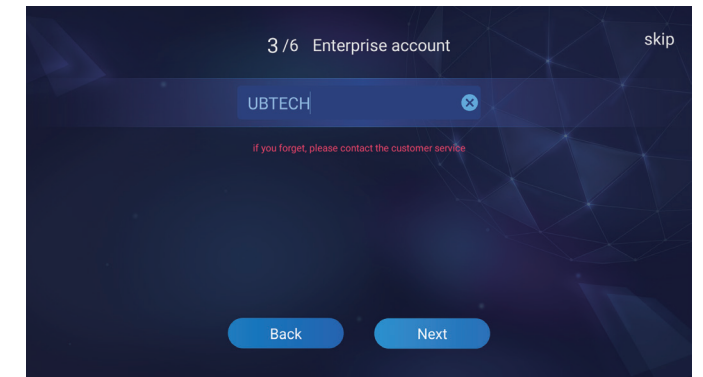 3 /6 Enterprise account
skip
UBTECH
if you forget, please contact the customer service
Back
Next